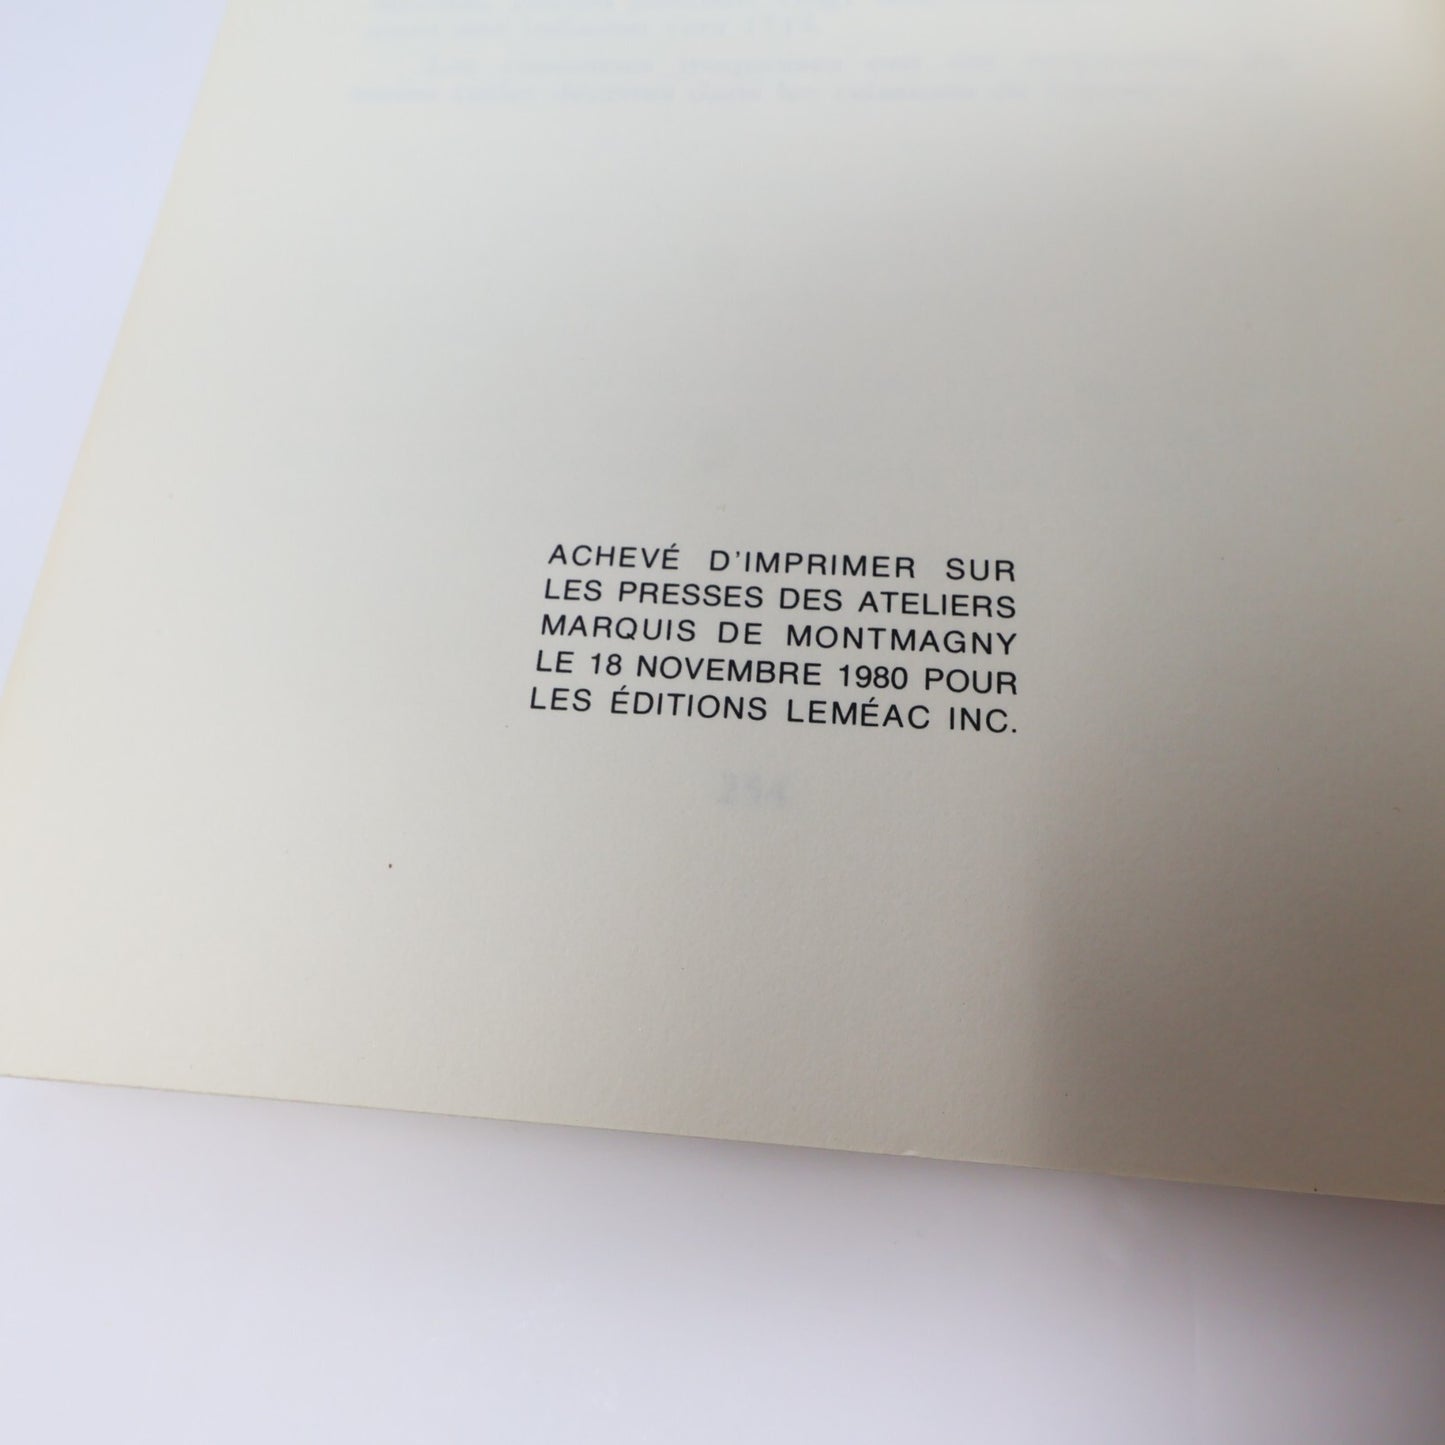 ACHEVÉ D'IMPRIMER SUR
LES PRESSES DES ATELIERS
MARQUIS DE MONTMAGNY
LE 18 NOVEMBRE 1980 POUR
LES ÉDITIONS LEMÉAC INC.